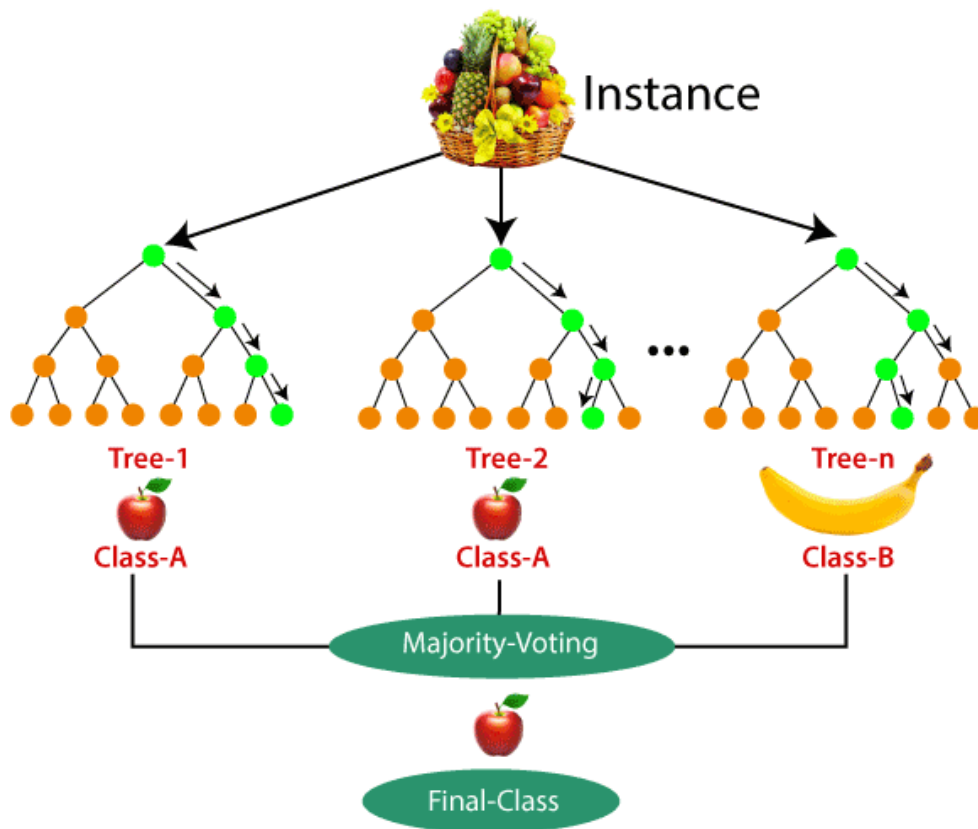 Instance
...
Tree-1
Tree-2
Tree-n
Class-A
Class-A
Class-B
Majority-Voting
Final-Class